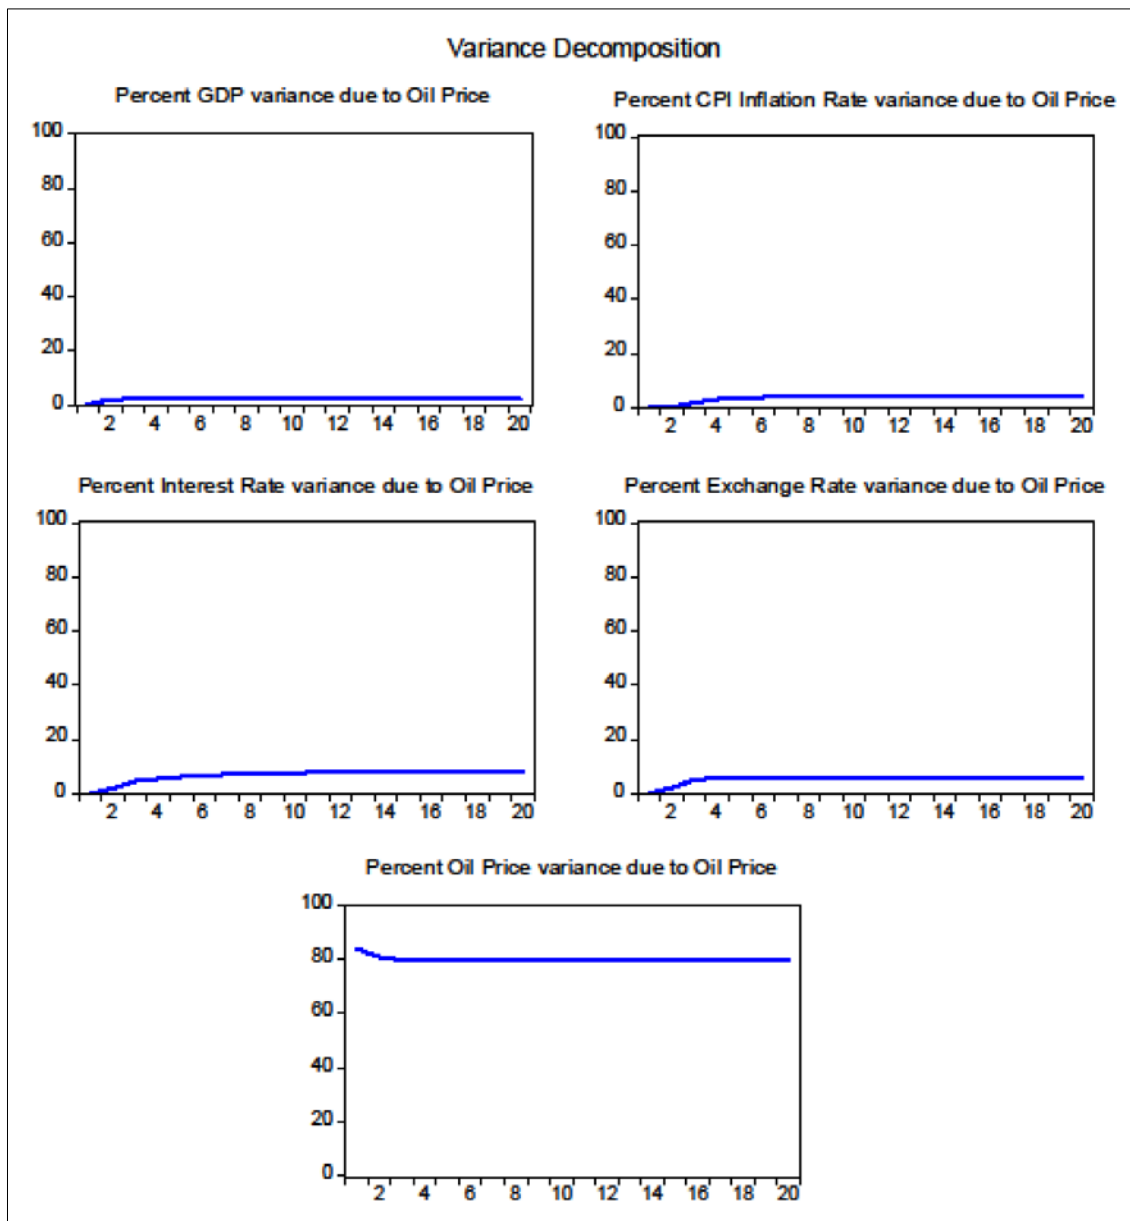 Variance Decomposition
Percent GDP variance due to Oil Price
100
80
60
40
20
0
2 4 6 8 10 12 14 16 18 20
Percent CPI Inflation Rate variance due to Oil Price
100
80
60
40
20
0
2 4 6 8 10 12 14 16 18 20
Percent Interest Rate variance due to Oil Price
100
80
60
40
20
0
2 4 6 8 10 12 14 16 18 20
Percent Exchange Rate variance due to Oil Price
100
80
60
40
20
0
2 4 6 8 10 12 14 16 18 20
Percent Oil Price variance due to Oil Price
100
80
60
40
20
0
2 4 6 8 10 12 14 16 18 20